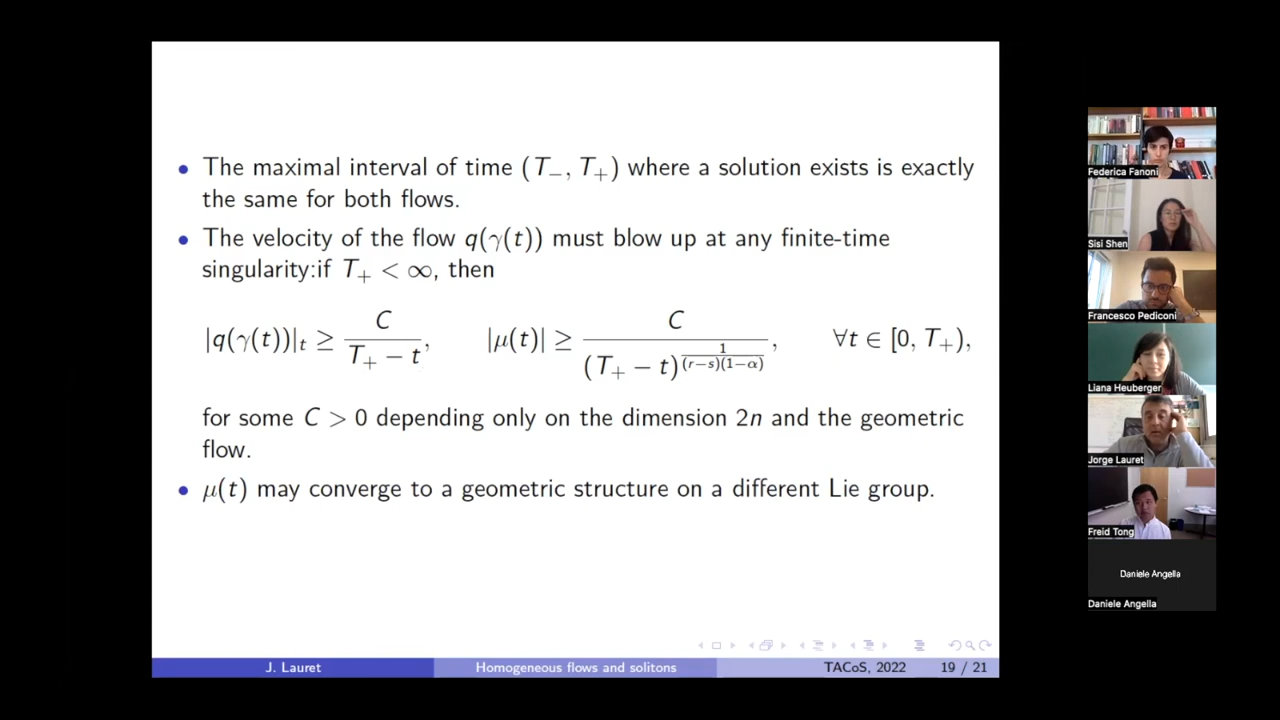 • The maximal interval of time (T₋, T₊) where a solution exists is exactly
the same for both flows.
• The velocity of the flow q(γ(t)) must blow up at any finite-time
singularity:if T₊ < ∞, then
|q(γ(t))|ₜ ≥ C/(T₊ − t), |μ(t)| ≥ C/(T₊ − t)^{1/((r−s)(1−α))}, ∀t ∈ [0, T₊),
for some C > 0 depending only on the dimension 2n and the geometric
flow.
• μ(t) may converge to a geometric structure on a different Lie group.
J. Lauret Homogeneous flows and solitons TACoS, 2022 19 / 21
Federica Fanoni
Sisi Shen
Francesco Pediconi
Liana Heuberger
Jorge Lauret
Freid Tong
Daniele Angella
Daniele Angella